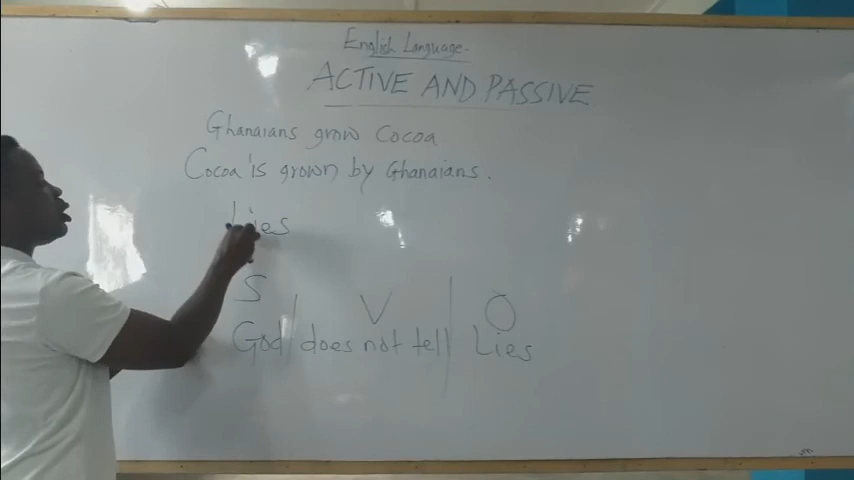 English Language-
ACTIVE AND PASSIVE
Ghanaians grow Cocoa
Cocoa is grown by Ghanaians.
Lies
S V O
God / does not tell | Lies